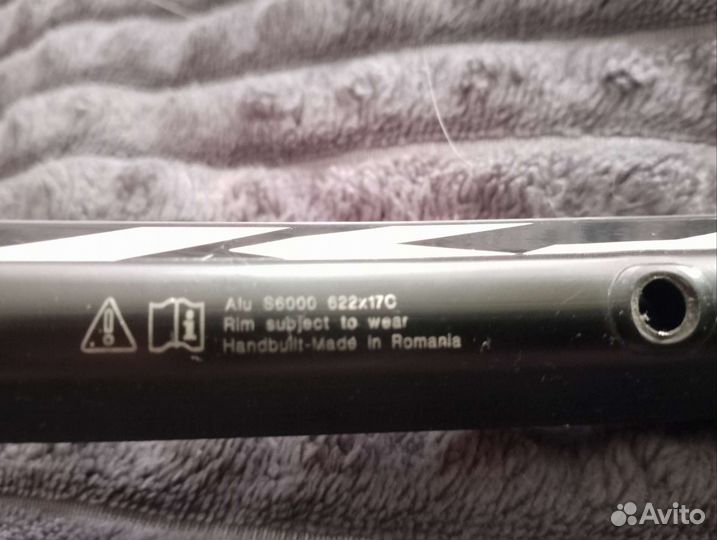 Alu S6000 622x17C
Rim subject to wear
Handbuilt-Made in Romania
Avito